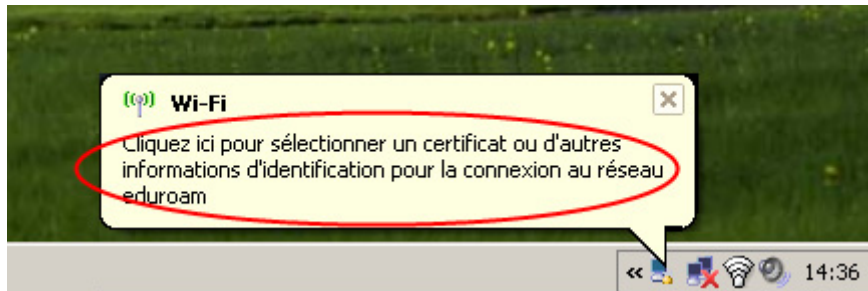 Wi-Fi
Cliquez ici pour sélectionner un certificat ou d'autres
informations d'identification pour la connexion au réseau
eduroam
« 14:36